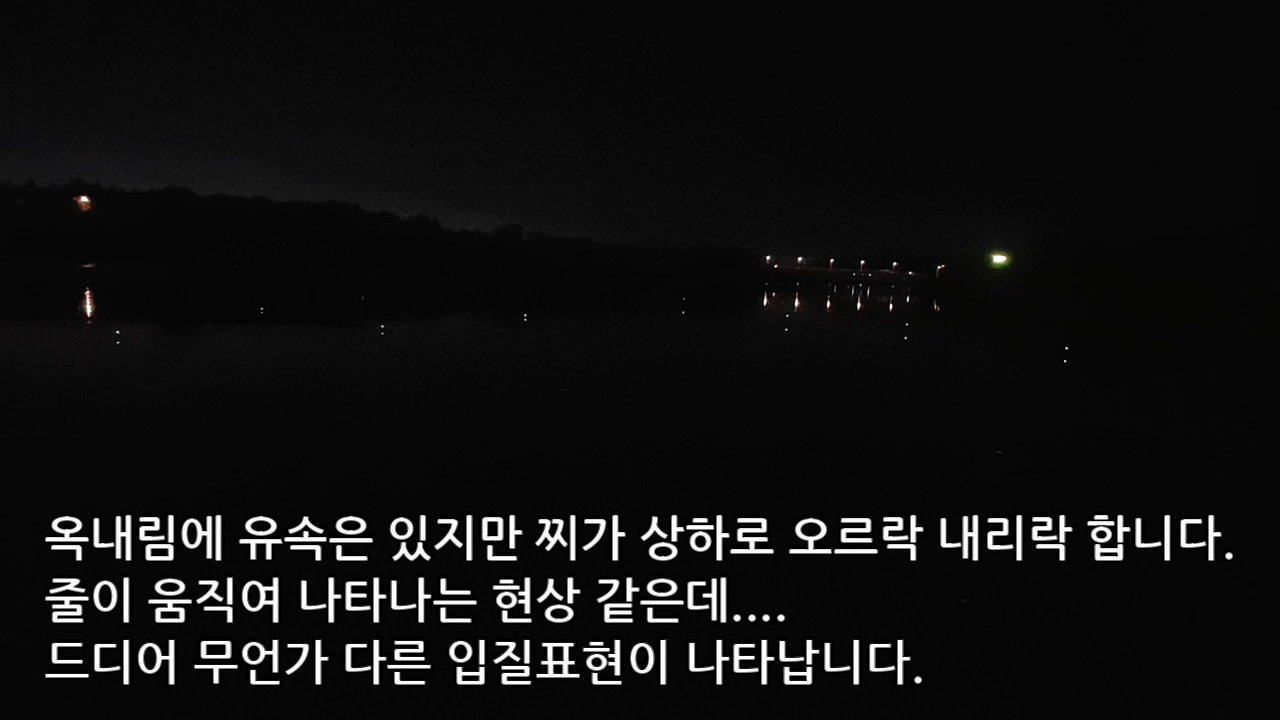 옥내림에 유속은 있지만 찌가 상하로 오르락 내리락 합니다.
줄이 움직여 나타나는 현상 같은데....
드디어 무언가 다른 입질표현이 나타납니다.